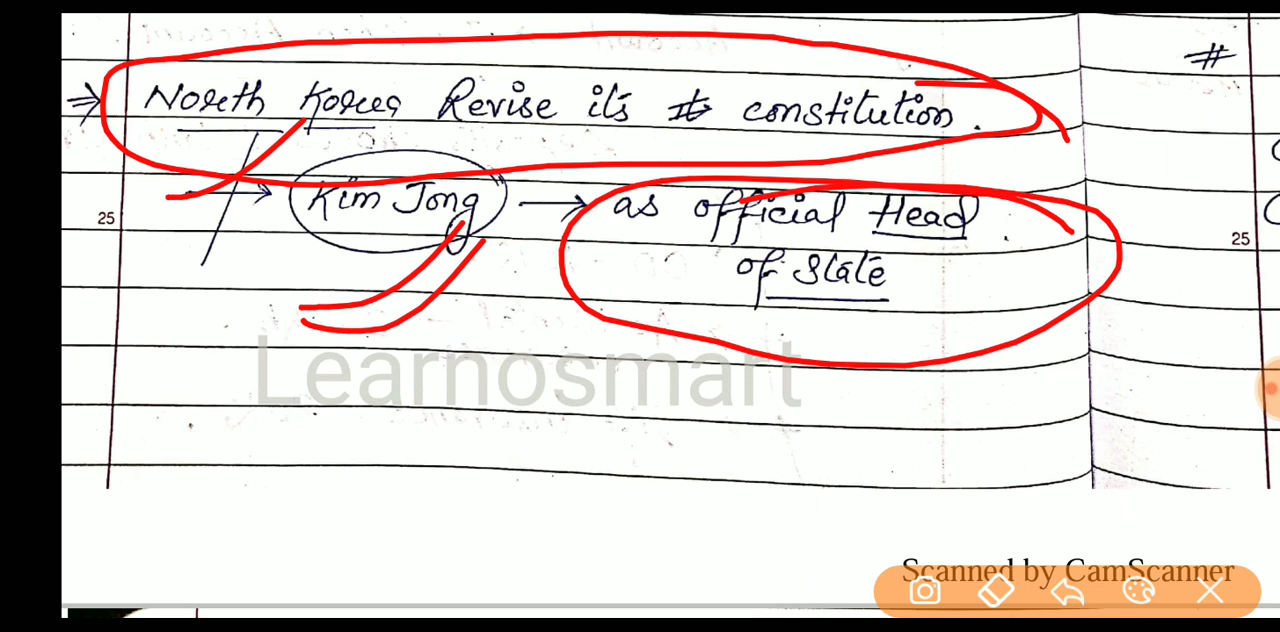 ⇒ North Korea Revise its constitution.
#
→ Kim Jong → as official Head
25
of State
25
Learnosmart
Scanned by CamScanner